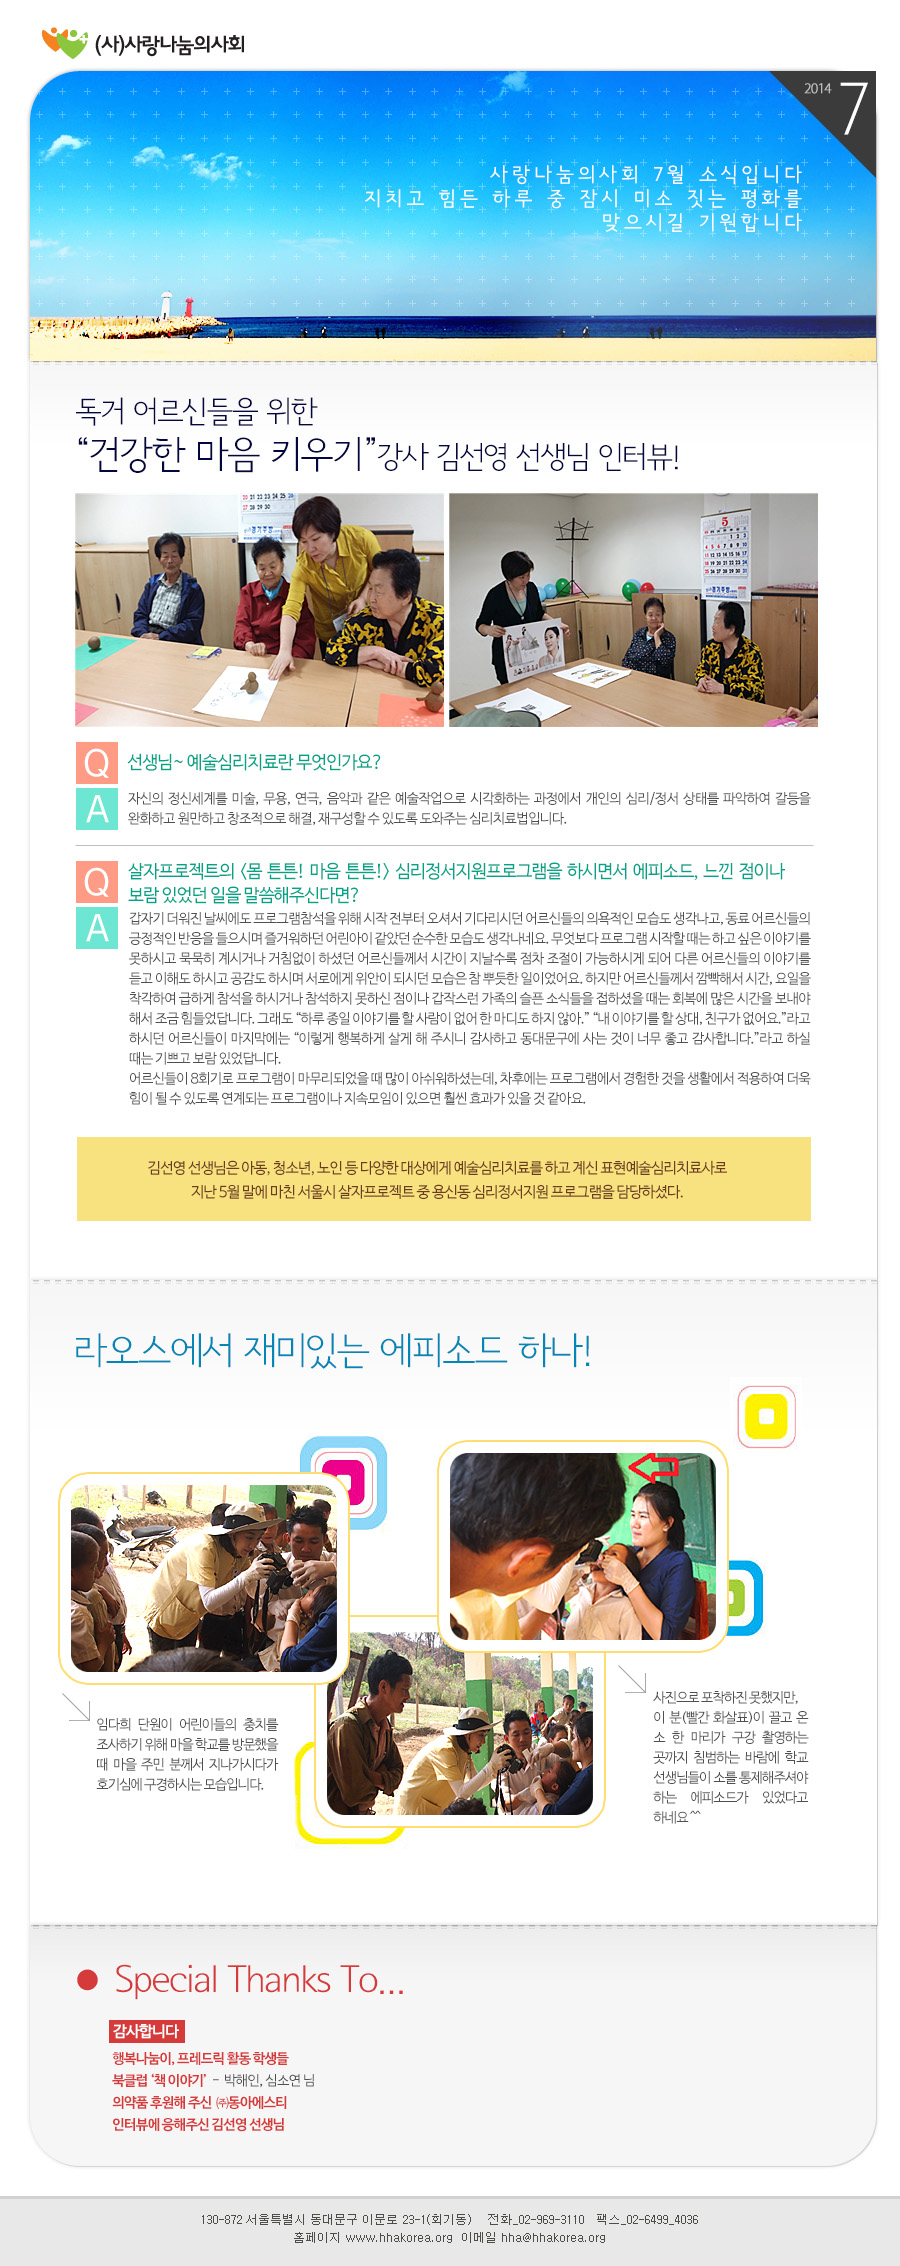 (사)사랑나눔의사회
2014 7
사랑나눔의사회 7월 소식입니다
지치고 힘든 하루 중 잠시 미소 짓는 평화를
맞으시길 기원합니다
독거 어르신들을 위한
“건강한 마음 키우기”강사 김선영 선생님 인터뷰!
Q 선생님~ 예술심리치료란 무엇인가요?
A 자신의 정신세계를 미술, 무용, 연극, 음악과 같은 예술작업으로 시각화하는 과정에서 개인의 심리/정서 상태를 파악하여 갈등을
완화하고 원만하고 창조적으로 해결, 재구성할 수 있도록 도와주는 심리치료법입니다.
Q 살자프로젝트의 <몸 튼튼! 마음 튼튼!> 심리정서지원프로그램을 하시면서 에피소드, 느낀 점이나
보람 있었던 일을 말씀해주신다면?
A 갑자기 더워진 날씨에도 프로그램참석을 위해 시작 전부터 오셔서 기다리시던 어르신들의 의욕적인 모습도 생각나고, 동료 어르신들의
긍정적인 반응을 들으시며 즐거워하던 어린아이 같았던 순수한 모습도 생각나네요. 무엇보다 프로그램 시작할 때는 하고 싶은 이야기를
못하시고 묵묵히 계시거나 거침없이 하셨던 어르신들께서 시간이 지날수록 점차 조절이 가능하시게 되어 다른 어르신들의 이야기를
듣고 이해도 하시고 공감도 하시며 서로에게 위안이 되시던 모습은 참 뿌듯한 일이었어요. 하지만 어르신들께서 깜빡해서 시간, 요일을
착각하여 급하게 참석을 하시거나 참석하지 못하신 점이나 갑작스런 가족의 슬픈 소식들을 접하셨을 때는 회복에 많은 시간을 보내야
해서 조금 힘들었답니다. 그래도 “하루 종일 이야기를 할 사람이 없어 한 마디도 하지 않아.” “내 이야기를 할 상대, 친구가 없어요.”라고
하시던 어르신들이 마지막에는 “이렇게 행복하게 살게 해 주시니 감사하고 동대문구에 사는 것이 너무 좋고 감사합니다.”라고 하실
때는 기쁘고 보람 있었답니다.
어르신들이 8회기로 프로그램이 마무리되었을 때 많이 아쉬워하셨는데, 차후에는 프로그램에서 경험한 것을 생활에서 적용하여 더욱
힘이 될 수 있도록 연계되는 프로그램이나 지속모임이 있으면 훨씬 효과가 있을 것 같아요.
김선영 선생님은 아동, 청소년, 노인 등 다양한 대상에게 예술심리치료를 하고 계신 표현예술심리치료사로
지난 5월 말에 마친 서울시 살자프로젝트 중 용신동 심리정서지원 프로그램을 담당하셨다.
라오스에서 재미있는 에피소드 하나!
임다희 단원이 어린이들의 충치를
조사하기 위해 마을 학교를 방문했을
때 마을 주민 분께서 지나가시다가
호기심에 구경하시는 모습입니다.
사진으로 포착하진 못했지만,
이 분(빨간 화살표)이 끌고 온
소 한 마리가 구강 촬영하는
곳까지 침범하는 바람에 학교
선생님들이 소를 통제해주셔야
하는 에피소드가 있었다고
하네요 ^^
Special Thanks To...
감사합니다
행복나눔이, 프레드릭 활동 학생들
북클럽 ‘책 이야기’ - 박해인, 심소연 님
의약품 후원해 주신 ㈜동아에스티
인터뷰에 응해주신 김선영 선생님
130-872 서울특별시 동대문구 이문로 23-1(회기동) 전화_02-969-3110 팩스_02-6499_4036
홈페이지 www.hhakorea.org 이메일 hha@hhakorea.org